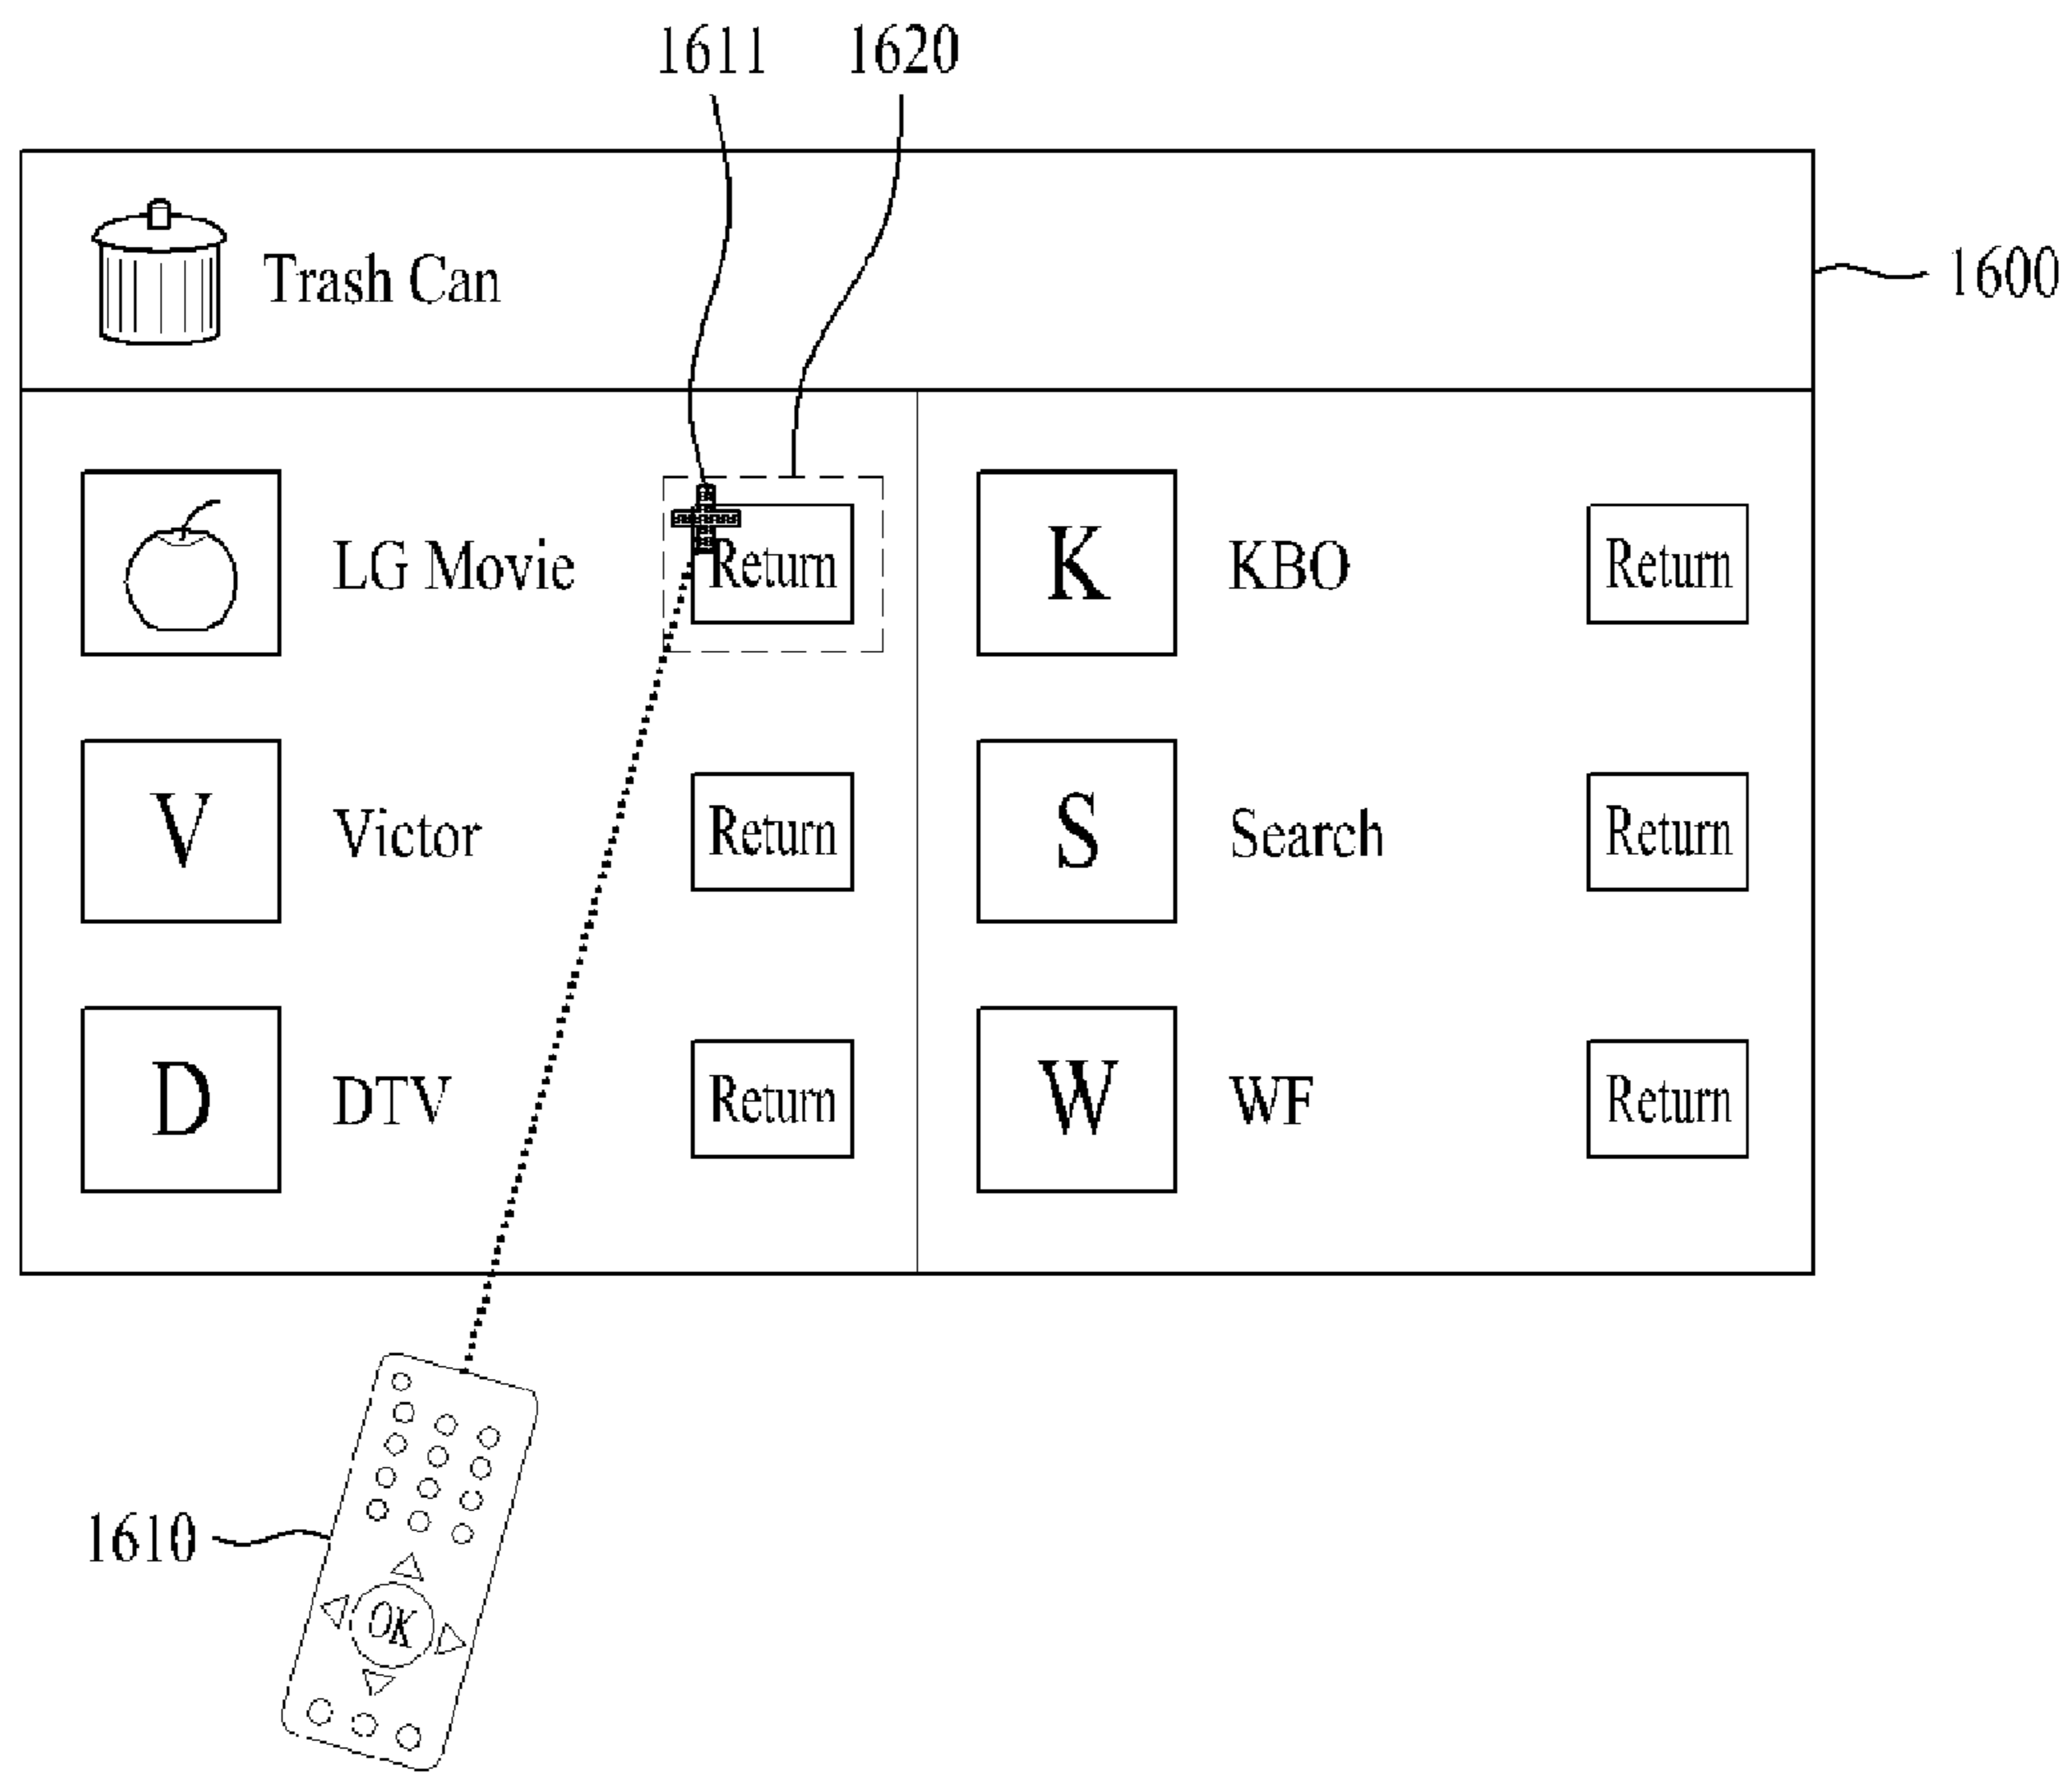 1611 1620
1600
Trash Can
LG Movie Return
K KBO Return
V Victor Return
S Search Return
D DTV Return
W WF Return
1610
OK